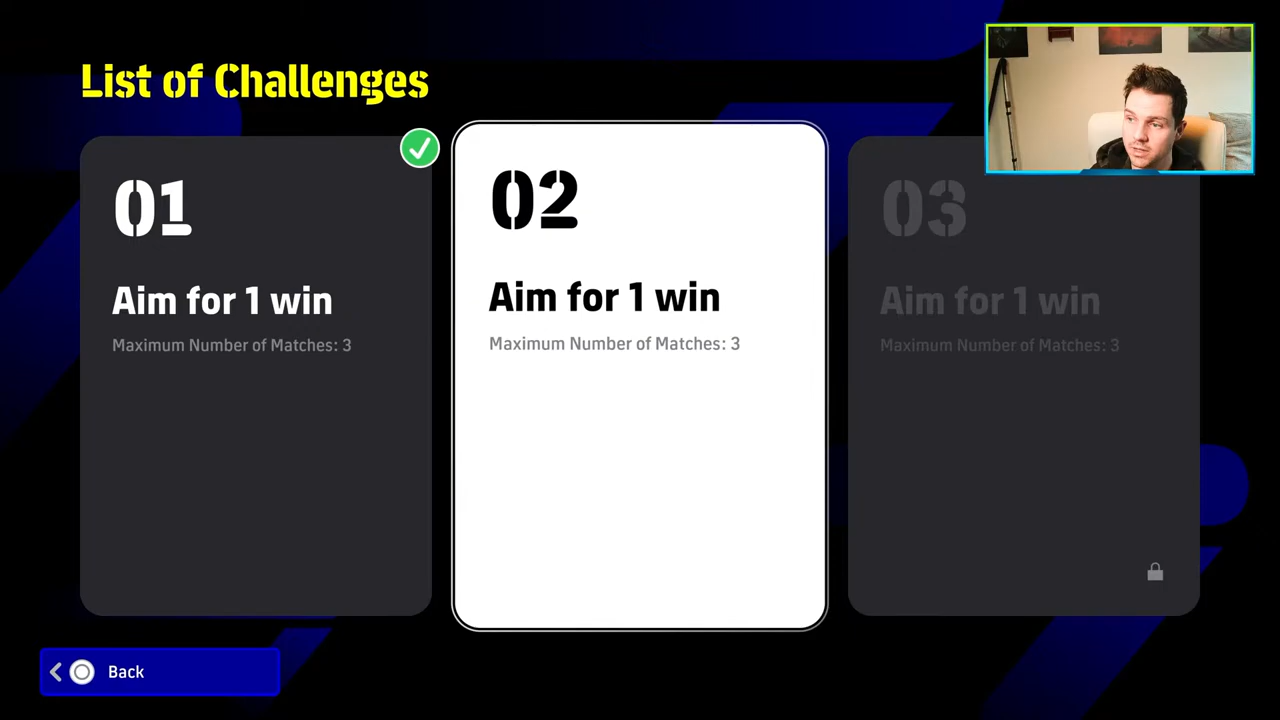 List of Challenges
01
Aim for 1 win
Maximum Number of Matches: 3
02
Aim for 1 win
Maximum Number of Matches: 3
03
Aim for 1 win
Maximum Number of Matches: 3
Back